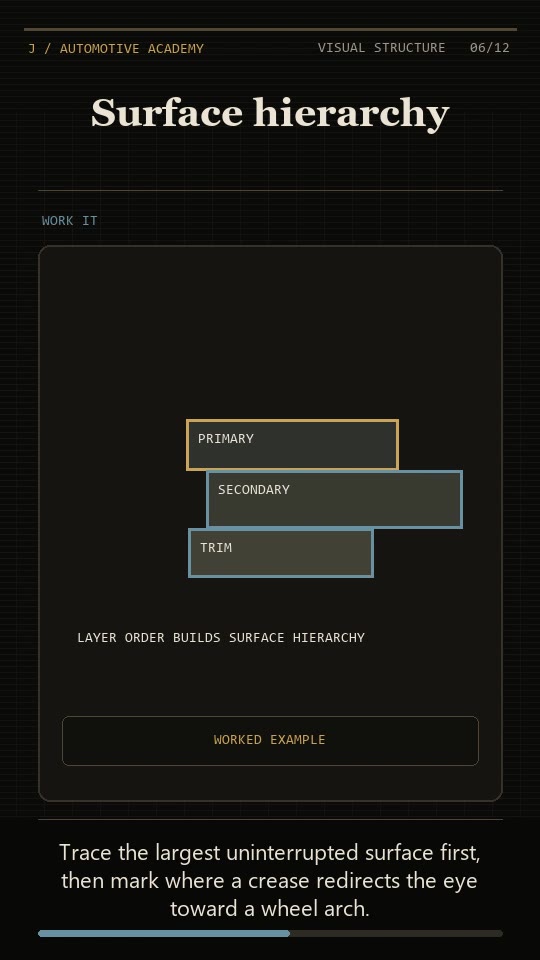 J / AUTOMOTIVE ACADEMY
VISUAL STRUCTURE 06/12
Surface hierarchy
WORK IT
PRIMARY
SECONDARY
TRIM
LAYER ORDER BUILDS SURFACE HIERARCHY
WORKED EXAMPLE
Trace the largest uninterrupted surface first,
then mark where a crease redirects the eye
toward a wheel arch.